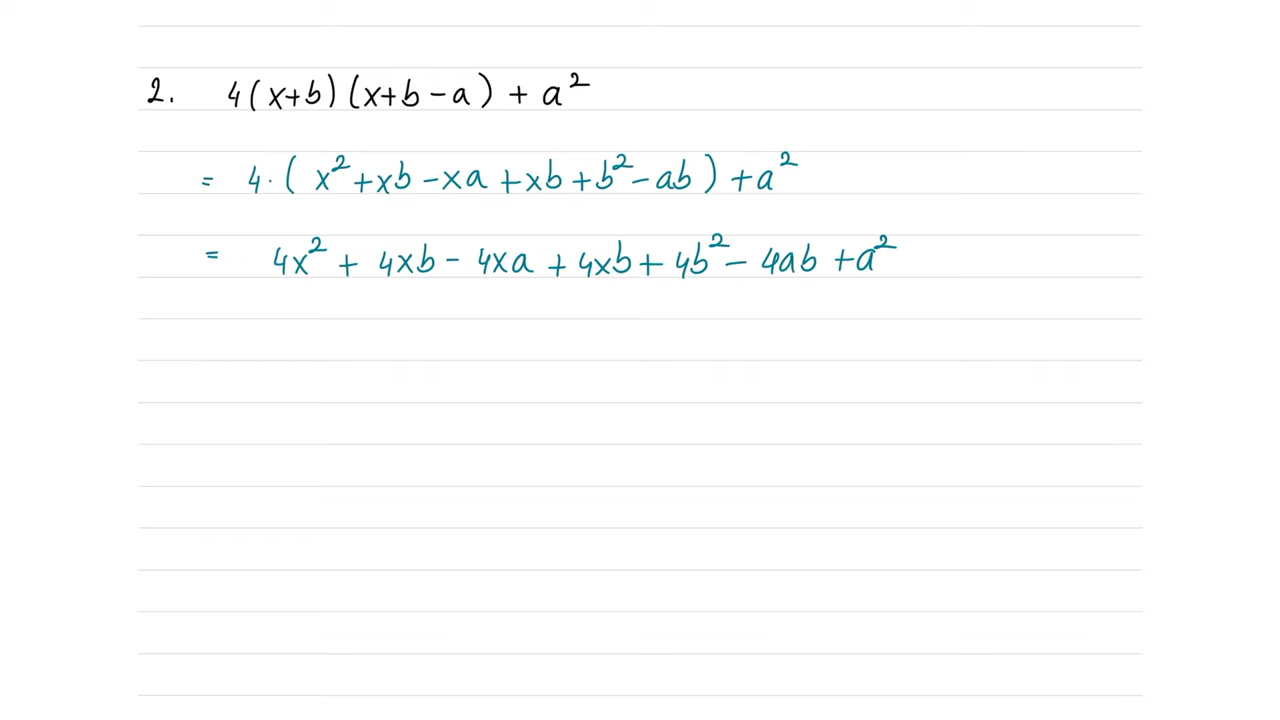 2. 4(x+b)(x+b-a) + a²
= 4·(x²+xb-xa+xb+b²-ab)+a²
= 4x² + 4xb - 4xa + 4xb + 4b² - 4ab + a²